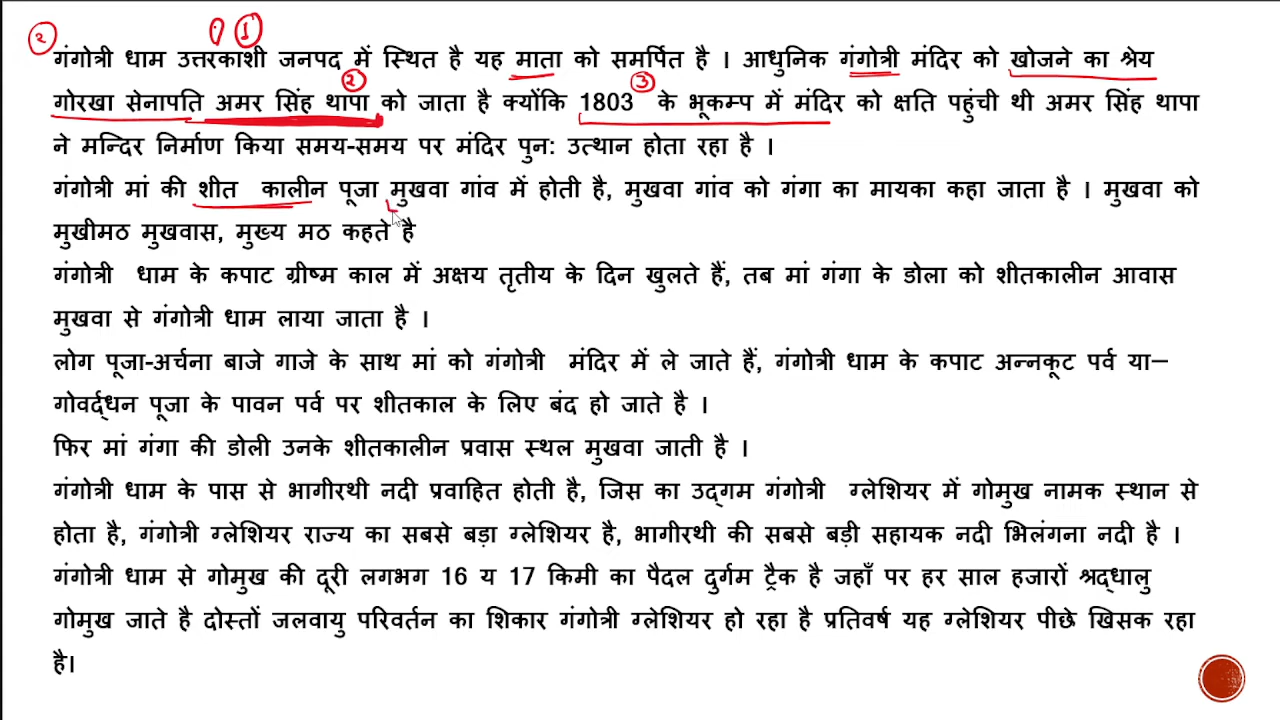 गंगोत्री धाम उत्तरकाशी जनपद में स्थित है यह माता को समर्पित है । आधुनिक गंगोत्री मंदिर को खोजने का श्रेय
गोरखा सेनापति अमर सिंह थापा को जाता है क्योंकि 1803 के भूकम्प में मंदिर को क्षति पहुंची थी अमर सिंह थापा
ने मन्दिर निर्माण किया समय-समय पर मंदिर पुन: उत्थान होता रहा है ।
गंगोत्री मां की शीत कालीन पूजा मुखवा गांव में होती है, मुखवा गांव को गंगा का मायका कहा जाता है । मुखवा को
मुखीमठ मुखवास, मुख्य मठ कहते है
गंगोत्री धाम के कपाट ग्रीष्म काल में अक्षय तृतीय के दिन खुलते हैं, तब मां गंगा के डोला को शीतकालीन आवास
मुखवा से गंगोत्री धाम लाया जाता है ।
लोग पूजा-अर्चना बाजे गाजे के साथ मां को गंगोत्री मंदिर में ले जाते हैं, गंगोत्री धाम के कपाट अन्नकूट पर्व या–
गोवर्द्धन पूजा के पावन पर्व पर शीतकाल के लिए बंद हो जाते है ।
फिर मां गंगा की डोली उनके शीतकालीन प्रवास स्थल मुखवा जाती है ।
गंगोत्री धाम के पास से भागीरथी नदी प्रवाहित होती है, जिस का उद्गम गंगोत्री ग्लेशियर में गोमुख नामक स्थान से
होता है, गंगोत्री ग्लेशियर राज्य का सबसे बड़ा ग्लेशियर है, भागीरथी की सबसे बड़ी सहायक नदी भिलंगना नदी है ।
गंगोत्री धाम से गोमुख की दूरी लगभग 16 य 17 किमी का पैदल दुर्गम ट्रैक है जहाँ पर हर साल हजारों श्रद्धालु
गोमुख जाते है दोस्तों जलवायु परिवर्तन का शिकार गंगोत्री ग्लेशियर हो रहा है प्रतिवर्ष यह ग्लेशियर पीछे खिसक रहा
है।
2
1
2
3